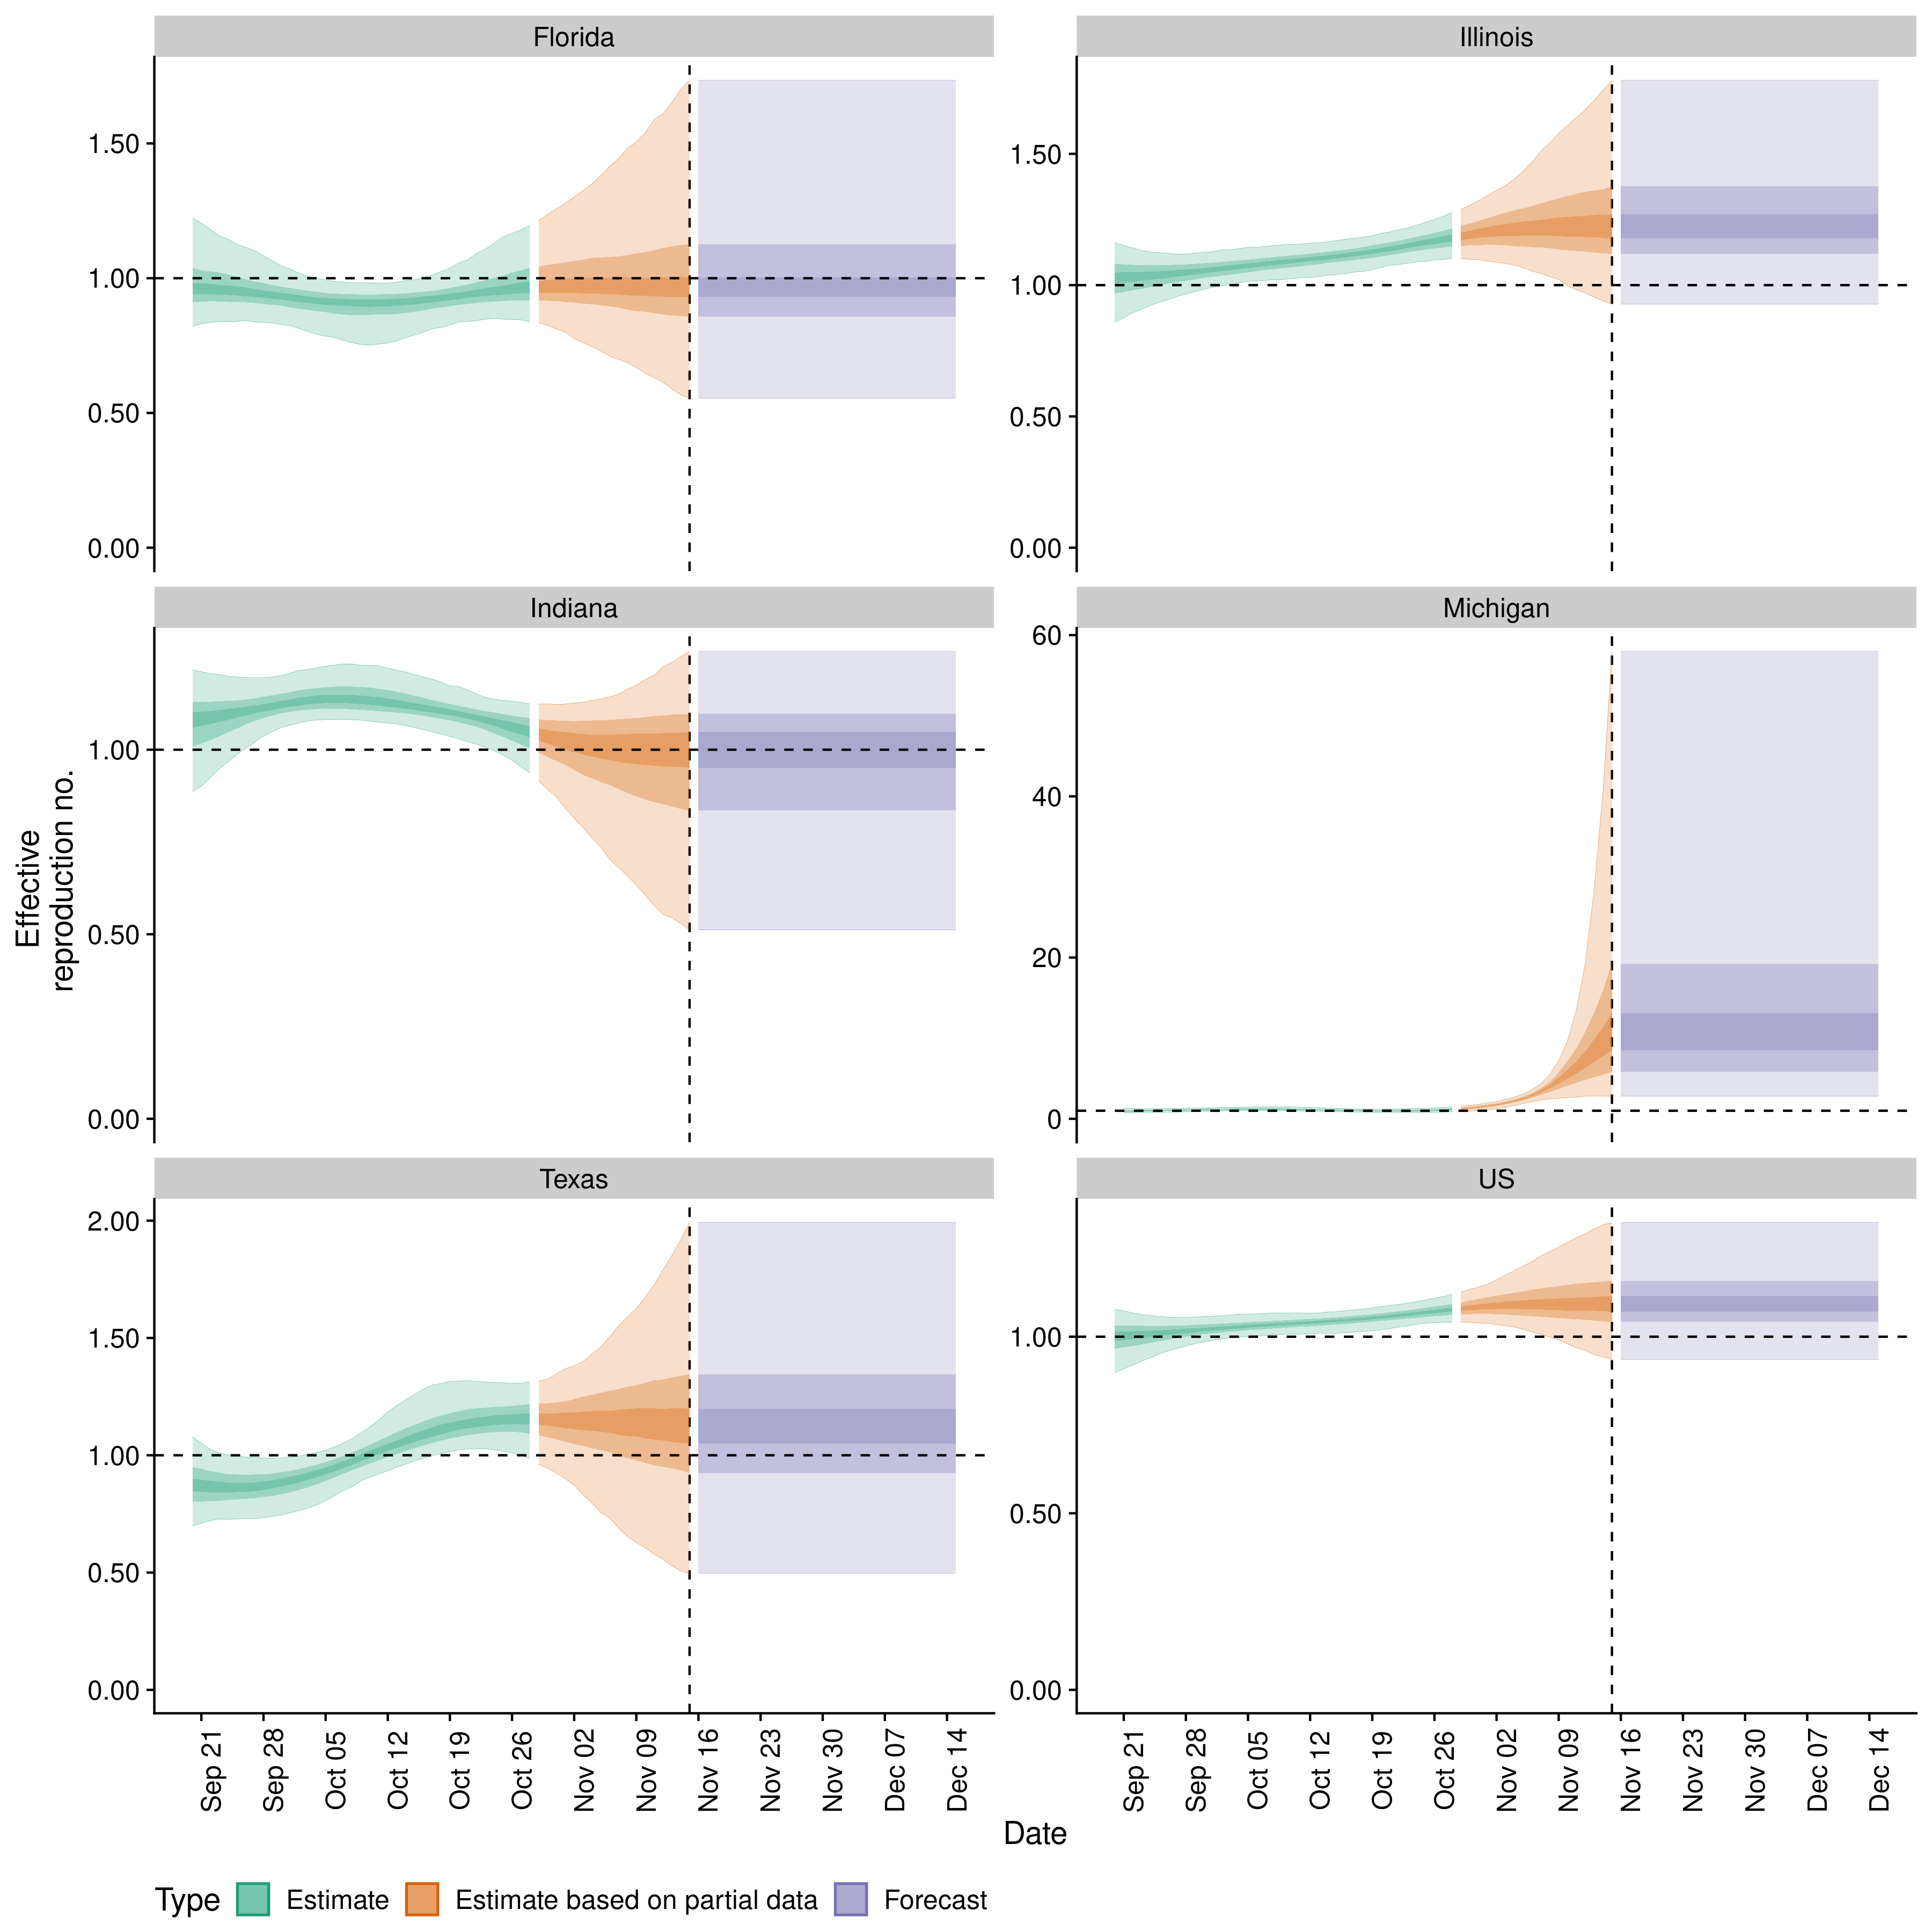 Florida
Illinois
1.50
1.00
0.50
0.00
1.50
1.00
0.50
0.00
Indiana
Michigan
1.00
0.50
0.00
60
40
20
0
Effective
reproduction no.
Texas
US
2.00
1.50
1.00
0.50
0.00
1.00
0.50
0.00
Sep 21
Sep 28
Oct 05
Oct 12
Oct 19
Oct 26
Nov 02
Nov 09
Nov 16
Nov 23
Nov 30
Dec 07
Dec 14
Sep 21
Sep 28
Oct 05
Oct 12
Oct 19
Oct 26
Nov 02
Nov 09
Nov 16
Nov 23
Nov 30
Dec 07
Dec 14
Date
Type Estimate Estimate based on partial data Forecast